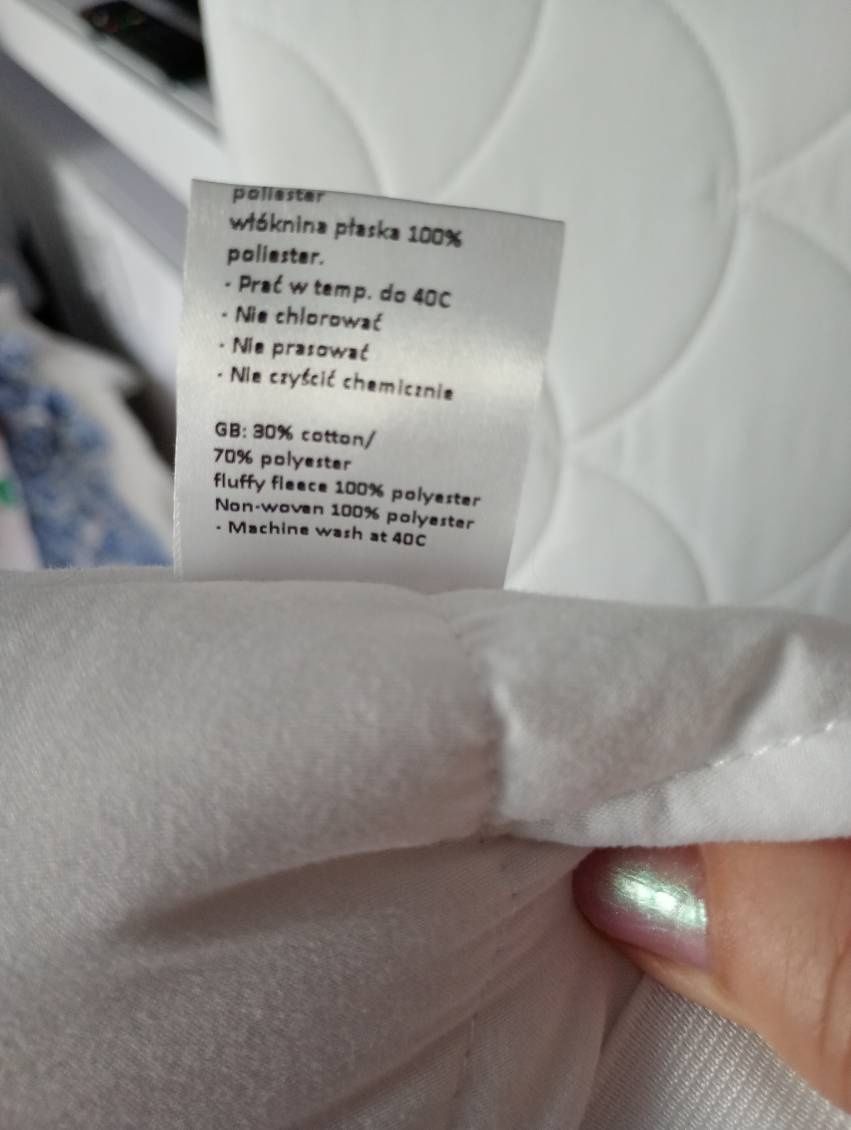 poliester
włóknina płaska 100%
poliester.
- Prać w temp. do 40C
- Nie chlorować
- Nie prasować
- Nie czyścić chemicznie
GB: 30% cotton/
70% polyester
fluffy fleece 100% polyester
Non-woven 100% polyester
- Machine wash at 40C